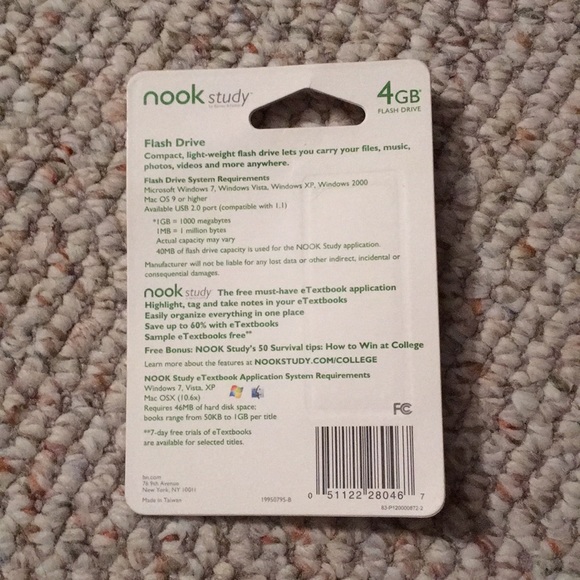 nook study™
by Barnes & Noble
4GB*
FLASH DRIVE
Flash Drive
Compact, light-weight flash drive lets you carry your files, music,
photos, videos and more anywhere.
Flash Drive System Requirements
Microsoft Windows 7, Windows Vista, Windows XP, Windows 2000
Mac OS 9 or higher
Available USB 2.0 port (compatible with 1.1)
*1GB = 1000 megabytes
1MB = 1 million bytes
Actual capacity may vary
40MB of flash drive capacity is used for the NOOK Study application.
Manufacturer will not be liable for any lost data or other indirect, incidental or
consequential damages.
nook study The free must-have eTextbook application
Highlight, tag and take notes in your eTextbooks
Easily organize everything in one place
Save up to 60% with eTextbooks
Sample eTextbooks free**
Free Bonus: NOOK Study's 50 Survival tips: How to Win at College
Learn more about the features at NOOKSTUDY.COM/COLLEGE
NOOK Study eTextbook Application System Requirements
Windows 7, Vista, XP
Mac OSX (10.6x)
Requires 46MB of hard disk space;
books range from 50KB to 1GB per title
FC
**7-day free trials of eTextbooks
are available for selected titles.
bn.com
76 9th Avenue
New York, NY 10011
Made in Taiwan
19950795-B
0 51122 28046 7
83-P120000872-2